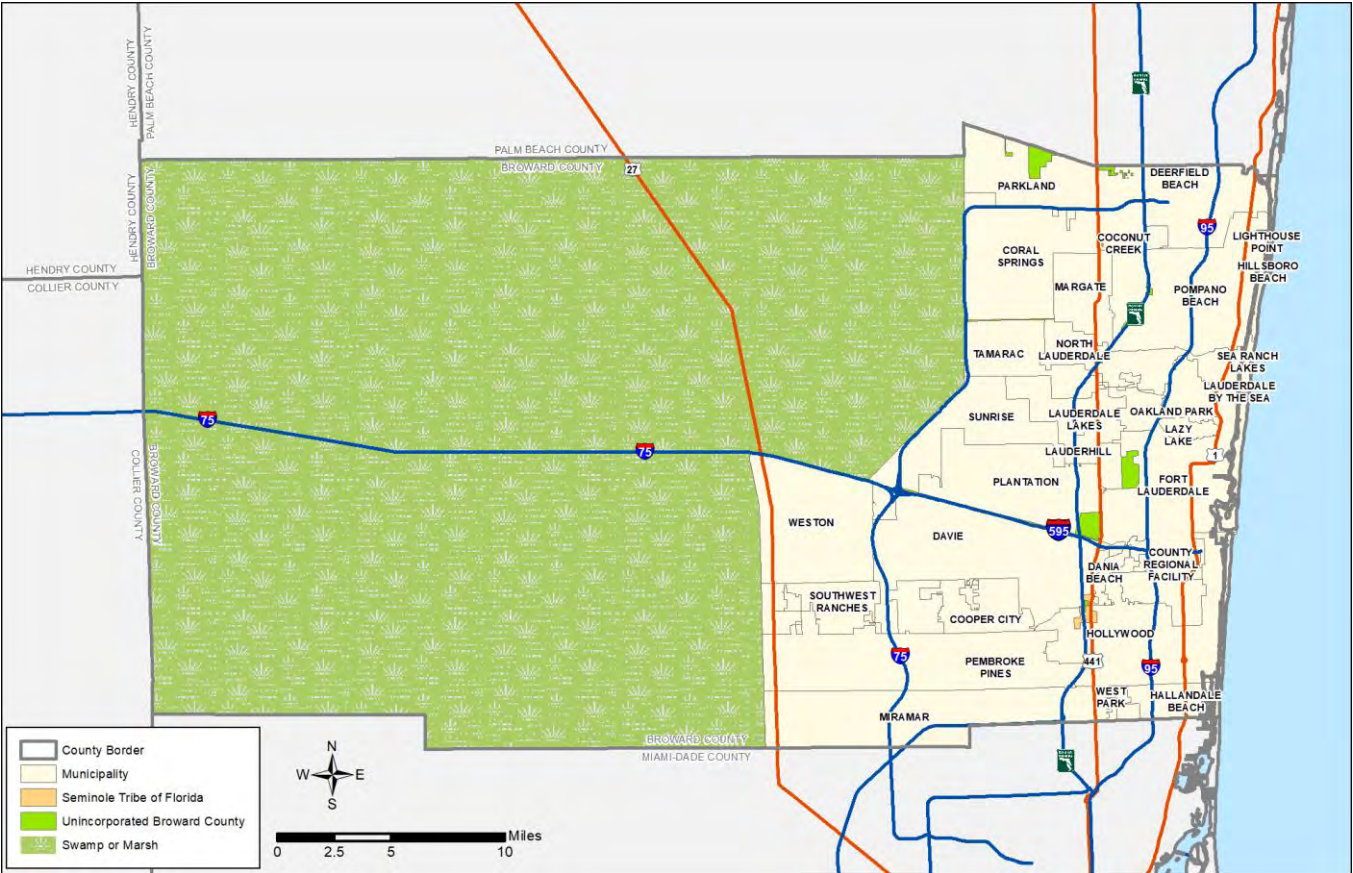 HENDRY COUNTY
PALM BEACH COUNTY
PALM BEACH COUNTY
BROWARD COUNTY
27
HENDRY COUNTY
BROWARD COUNTY
HENDRY COUNTY
COLLIER COUNTY
PARKLAND
DEERFIELD
BEACH
95
LIGHTHOUSE
POINT
HILLSBORO
BEACH
COCONUT
CREEK
CORAL
SPRINGS
MARGATE
POMPANO
BEACH
TAMARAC
NORTH
LAUDERDALE
SEA RANCH
LAKES
LAUDERDALE
BY THE SEA
SUNRISE
LAUDERDALE
LAKES
OAKLAND PARK
LAZY
LAKE
LAUDERHILL
1
75
75
COLLIER COUNTY
BROWARD COUNTY
PLANTATION
FORT
LAUDERDALE
WESTON
DAVIE
595
COUNTY
REGIONAL
FACILITY
DANIA
BEACH
SOUTHWEST
RANCHES
COOPER CITY
HOLLYWOOD
75
441
95
PEMBROKE
PINES
WEST
PARK
HALLANDALE
BEACH
MIRAMAR
BROWARD COUNTY
MIAMI-DADE COUNTY
County Border
Municipality
Seminole Tribe of Florida
Unincorporated Broward County
Swamp or Marsh
N
W E
S
Miles
0 2.5 5 10